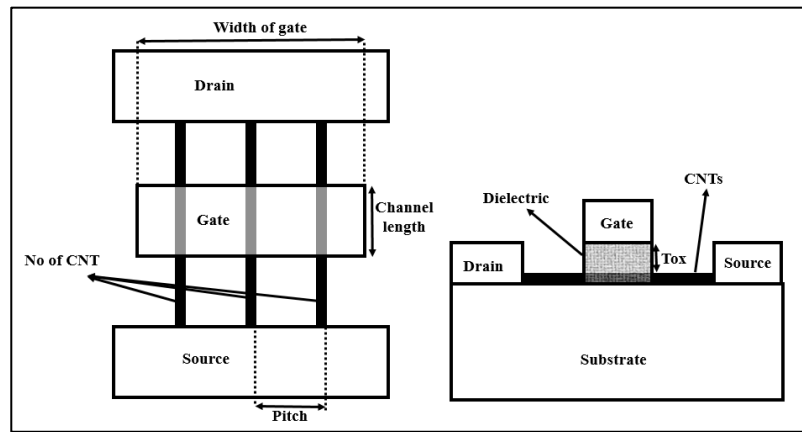 Width of gate
Drain
Gate
Channel
length
No of CNT
Source
Pitch
CNTs
Dielectric
Gate
Tox
Drain
Source
Substrate